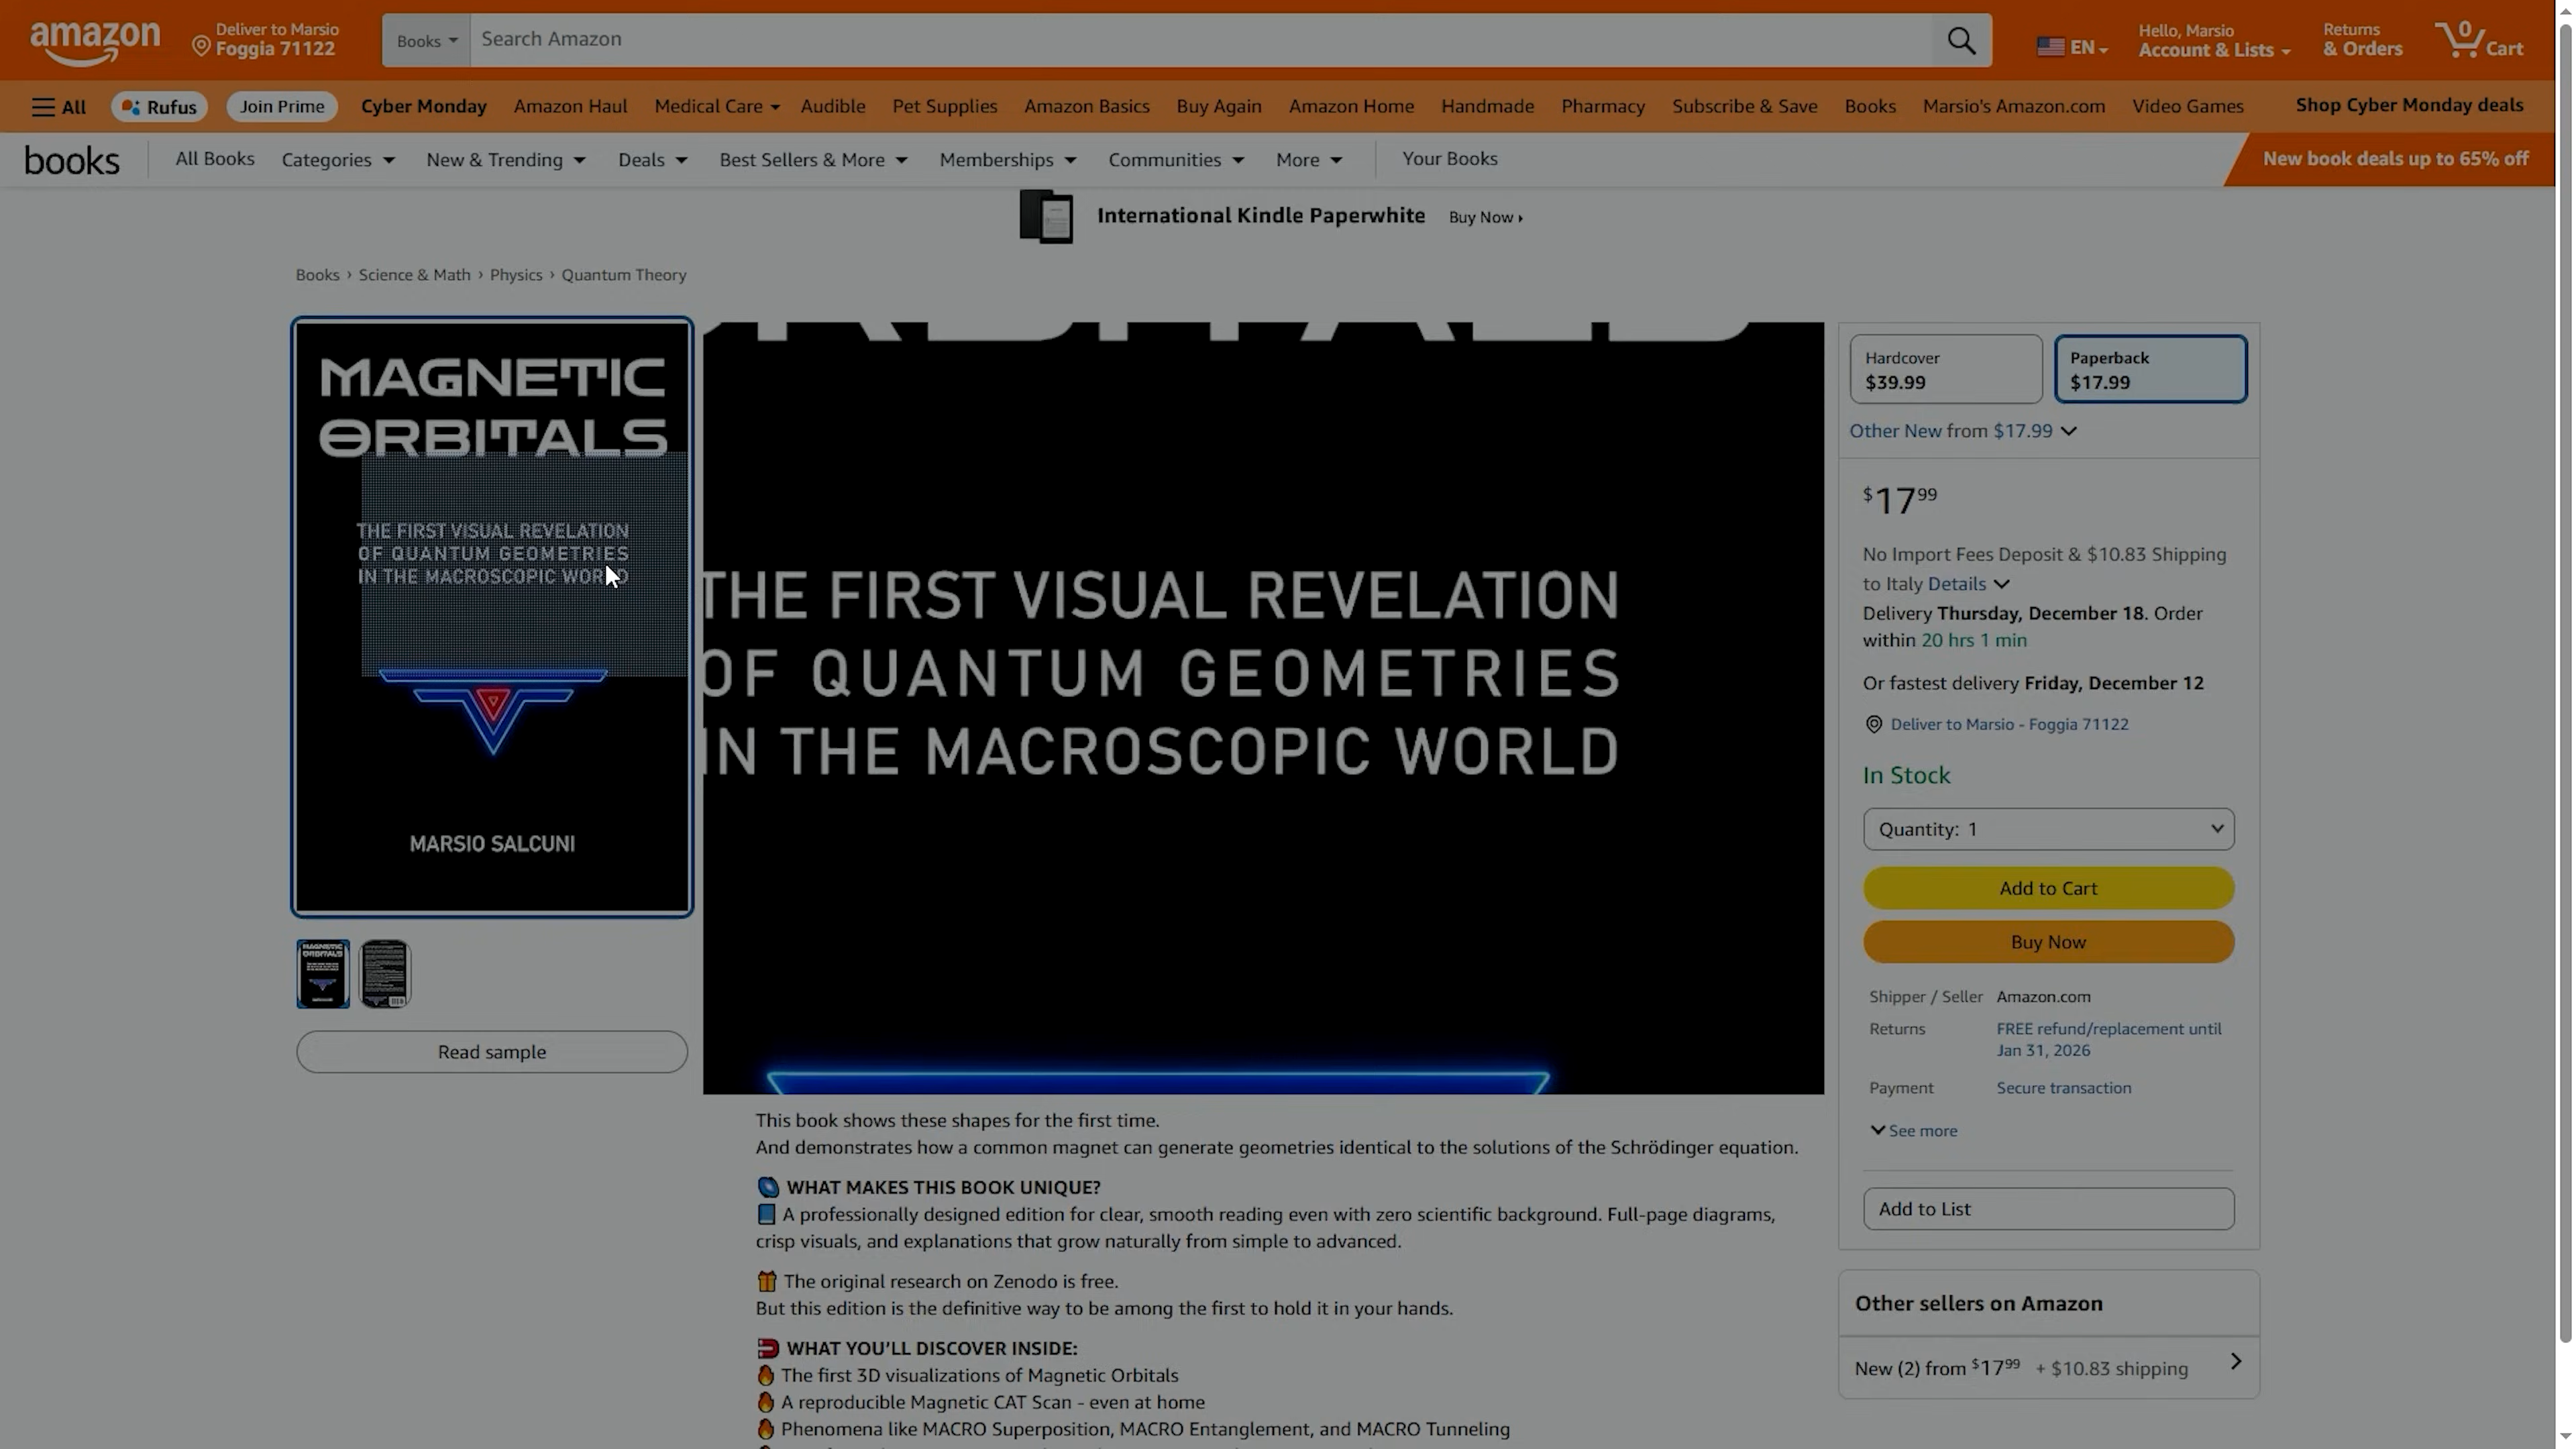 amazon
Deliver to Marsio
Foggia 71122
Books
Search Amazon
EN
Hello, Marsio
Account & Lists
Returns
& Orders
0
Cart
All
Rufus
Join Prime
Cyber Monday
Amazon Haul
Medical Care
Audible
Pet Supplies
Amazon Basics
Buy Again
Amazon Home
Handmade
Pharmacy
Subscribe & Save
Books
Marsio's Amazon.com
Video Games
Shop Cyber Monday deals
books
All Books
Categories
New & Trending
Deals
Best Sellers & More
Memberships
Communities
More
Your Books
New book deals up to 65% off
International Kindle Paperwhite
Buy Now ›
Books › Science & Math › Physics › Quantum Theory
MAGNETIC
ORBITALS
THE FIRST VISUAL REVELATION
OF QUANTUM GEOMETRIES
IN THE MACROSCOPIC WORLD
MARSIO SALCUNI
MAGNETIC
ORBITALS
Read sample
THE FIRST VISUAL REVELATION
OF QUANTUM GEOMETRIES
IN THE MACROSCOPIC WORLD
This book shows these shapes for the first time.
And demonstrates how a common magnet can generate geometries identical to the solutions of the Schrödinger equation.
WHAT MAKES THIS BOOK UNIQUE?
A professionally designed edition for clear, smooth reading even with zero scientific background. Full-page diagrams,
crisp visuals, and explanations that grow naturally from simple to advanced.
The original research on Zenodo is free.
But this edition is the definitive way to be among the first to hold it in your hands.
WHAT YOU'LL DISCOVER INSIDE:
The first 3D visualizations of Magnetic Orbitals
A reproducible Magnetic CAT Scan - even at home
Phenomena like MACRO Superposition, MACRO Entanglement, and MACRO Tunneling
Hardcover
$39.99
Paperback
$17.99
Other New from $17.99
$17.99
No Import Fees Deposit & $10.83 Shipping
to Italy Details
Delivery Thursday, December 18. Order
within 20 hrs 1 min
Or fastest delivery Friday, December 12
Deliver to Marsio - Foggia 71122
In Stock
Quantity: 1
Add to Cart
Buy Now
Shipper / Seller Amazon.com
Returns FREE refund/replacement until
Jan 31, 2026
Payment Secure transaction
See more
Add to List
Other sellers on Amazon
New (2) from $17.99 + $10.83 shipping